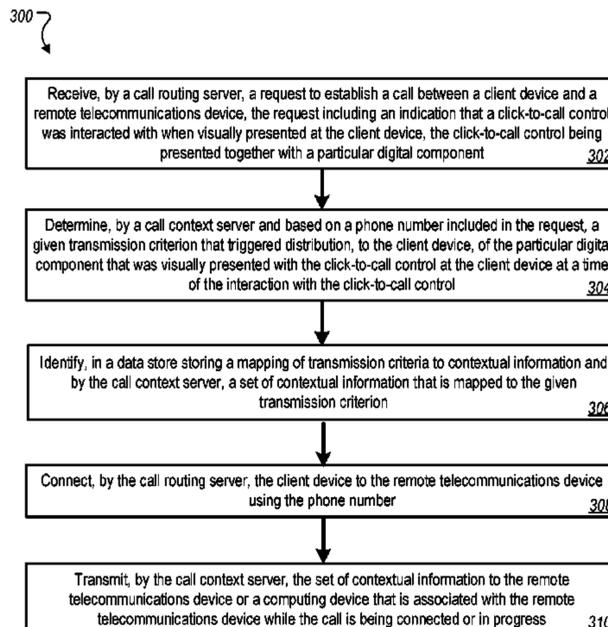 300
Receive, by a call routing server, a request to establish a call between a client device and a
remote telecommunications device, the request including an indication that a click-to-call control
was interacted with when visually presented at the client device, the click-to-call control being
presented together with a particular digital component
302
Determine, by a call context server and based on a phone number included in the request, a
given transmission criterion that triggered distribution, to the client device, of the particular digital
component that was visually presented with the click-to-call control at the client device at a time
of the interaction with the click-to-call control
304
Identify, in a data store storing a mapping of transmission criteria to contextual information and
by the call context server, a set of contextual information that is mapped to the given
transmission criterion
306
Connect, by the call routing server, the client device to the remote telecommunications device
using the phone number
308
Transmit, by the call context server, the set of contextual information to the remote
telecommunications device or a computing device that is associated with the remote
telecommunications device while the call is being connected or in progress
310